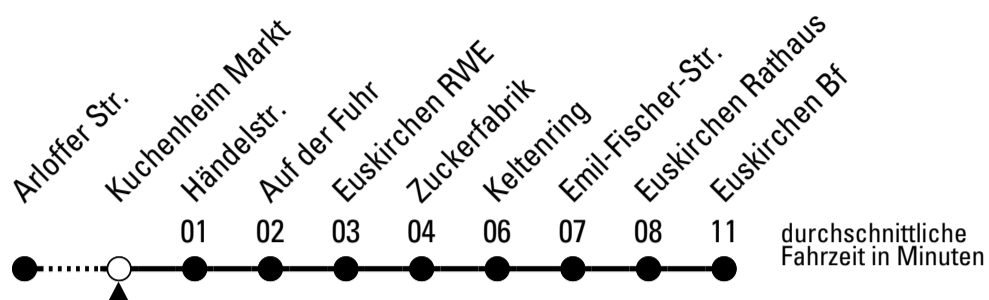 Arloffer Str.
Kuchenheim Markt
Händelstr.
Auf der Fuhr
Euskirchen RWE
Zuckerfabrik
Keltenring
Emil-Fischer-Str.
Euskirchen Rathaus
Euskirchen Bf
01 02 03 04 06 07 08 11
durchschnittliche
Fahrzeit in Minuten